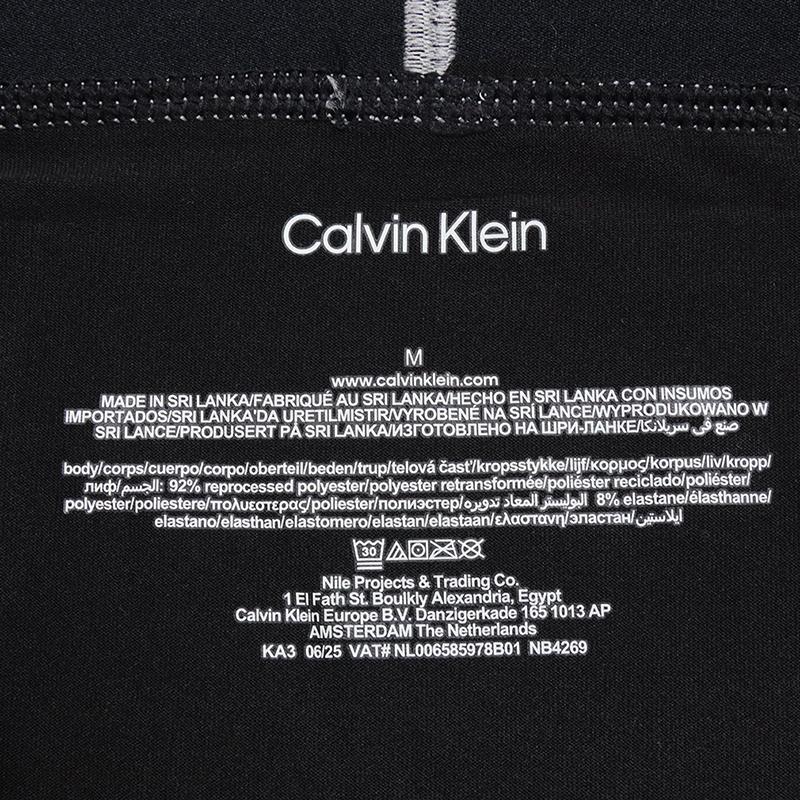 Calvin Klein
M
www.calvinklein.com
MADE IN SRI LANKA/FABRIQUÉ AU SRI LANKA/HECHO EN SRI LANKA CON INSUMOS
IMPORTADOS/SRI LANKA'DA URETILMISTIR/VYROBENÉ NA SRÍ LANCE/WYPRODUKOWANO W
SRI LANCE/PRODUSERT PÅ SRI LANKA/ИЗГОТОВЛЕНО НА ШРИ-ЛАНКЕ/صنع في سريلانكا
body/corps/cuerpo/corpo/oberteil/beden/trup/telová časť/kropsstykke/lijf/κορμος/korpus/liv/kropp/
лиф/الجسم: 92% reprocessed polyester/polyester retransformée/poliéster reciclado/poliéster/
polyester/poliestere/πολυεστερας/poliester/полиэстер/البوليستر المعاد تدويره 8% elastane/élasthanne/
elastano/elasthan/elastomero/elastan/elastaan/ελαστανη/эластан/ايلاستين
30
Nile Projects & Trading Co.
1 El Fath St. Boulkly Alexandria, Egypt
Calvin Klein Europe B.V. Danzigerkade 165 1013 AP
AMSTERDAM The Netherlands
KA3 06/25 VAT# NL006585978B01 NB4269